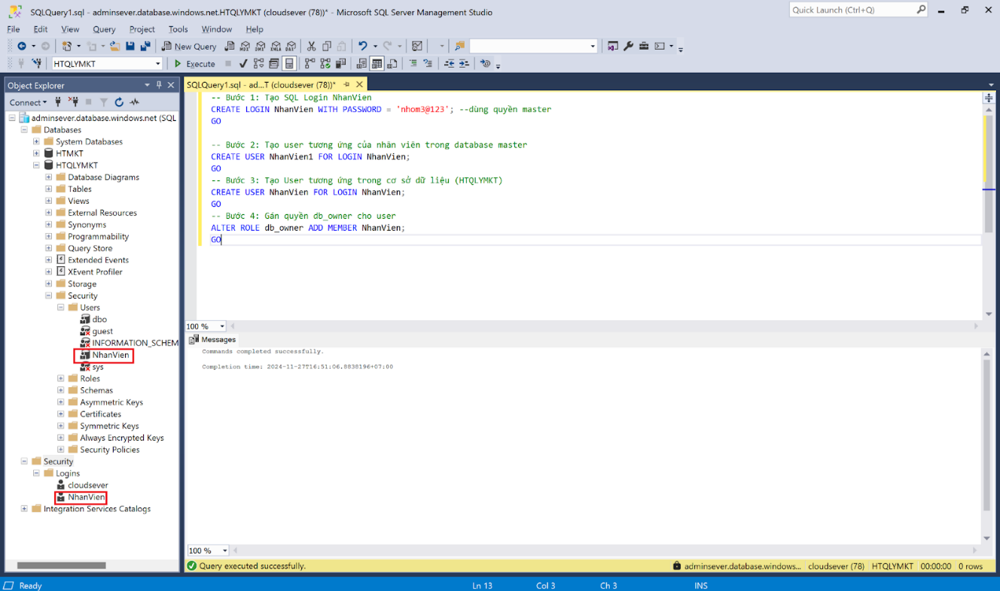 SQLQuery1.sql - adminsever.database.windows.net.HTQLYMKT (cloudsever (78))* - Microsoft SQL Server Management Studio
Quick Launch (Ctrl+Q)
File Edit View Query Project Tools Window Help
New Query
HTQLYMKT
Execute
Object Explorer
Connect
adminsever.database.windows.net (SQL
Databases
System Databases
HTMKT
HTQLYMKT
Database Diagrams
Tables
Views
External Resources
Synonyms
Programmability
Query Store
Extended Events
XEvent Profiler
Storage
Security
Users
dbo
guest
INFORMATION_SCHEM
NhanVien
sys
Roles
Schemas
Asymmetric Keys
Certificates
Symmetric Keys
Always Encrypted Keys
Security Policies
Security
Logins
cloudsever
NhanVien
Integration Services Catalogs
SQLQuery1.sql - ad...T (cloudsever (78))*
-- Bước 1: Tạo SQL Login NhanVien
CREATE LOGIN NhanVien WITH PASSWORD = 'nhom3@123'; --dùng quyền master
GO
-- Bước 2: Tạo user tương ứng của nhân viên trong database master
CREATE USER NhanVien1 FOR LOGIN NhanVien;
GO
-- Bước 3: Tạo User tương ứng trong cơ sở dữ liệu (HTQLYMKT)
CREATE USER NhanVien FOR LOGIN NhanVien;
GO
-- Bước 4: Gán quyền db_owner cho user
ALTER ROLE db_owner ADD MEMBER NhanVien;
GO
100 %
Messages
Commands completed successfully.
Completion time: 2024-11-27T16:51:06.8838196+07:00
100 %
Query executed successfully.
adminsever.database.windows... cloudsever (78) HTQLYMKT 00:00:00 0 rows
Ready Ln 13 Col 3 Ch 3 INS